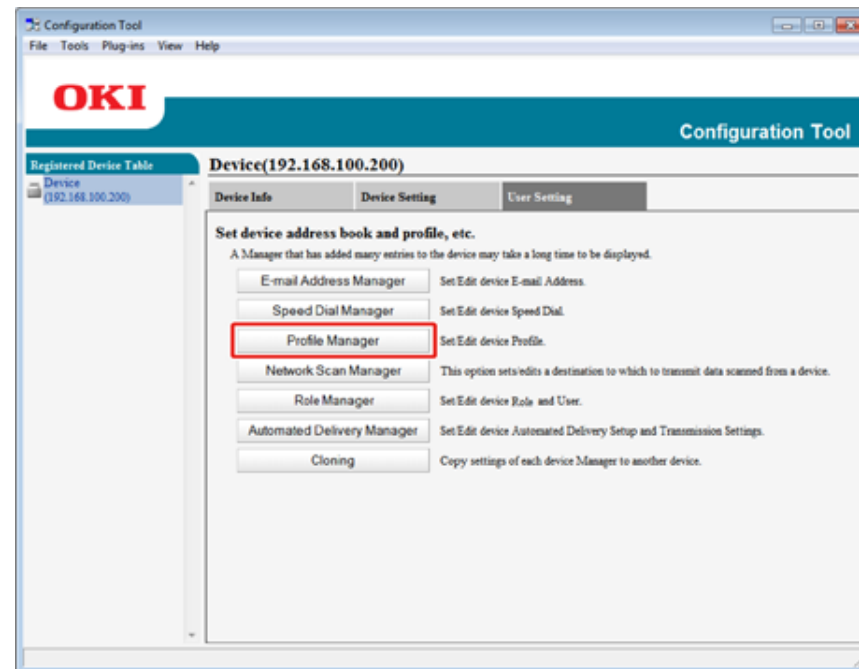 Configuration Tool
File Tools Plug-ins View Help
OKI
Configuration Tool
Registered Device Table
Device
(192.168.100.200)
Device(192.168.100.200)
Device Info Device Setting User Setting
Set device address book and profile, etc.
A Manager that has added many entries to the device may take a long time to be displayed.
E-mail Address Manager Set/Edit device E-mail Address.
Speed Dial Manager Set/Edit device Speed Dial.
Profile Manager Set/Edit device Profile.
Network Scan Manager This option sets/edits a destination to which to transmit data scanned from a device.
Role Manager Set/Edit device Role and User.
Automated Delivery Manager Set/Edit device Automated Delivery Setup and Transmission Settings.
Cloning Copy settings of each device Manager to another device.